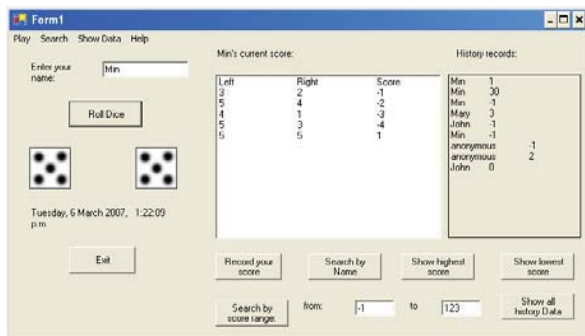 Form1
Play Search Show Data Help
Enter your
name:
Min
Roll Dice
Tuesday, 6 March 2007, 1:22:09
p.m
Exit
Min's current score:
Left Right Score
3 2 -1
5 4 -2
4 1 -3
5 3 -4
5 5 1
History records:
Min 1
Min 30
Min -1
Mary 3
John -1
Min -1
anonymous -1
anonymous 2
John 0
Record your
score
Search by
Name
Show highest
score
Show lowest
score
Search by
score range:
from: -1 to 123
Show all
history Data